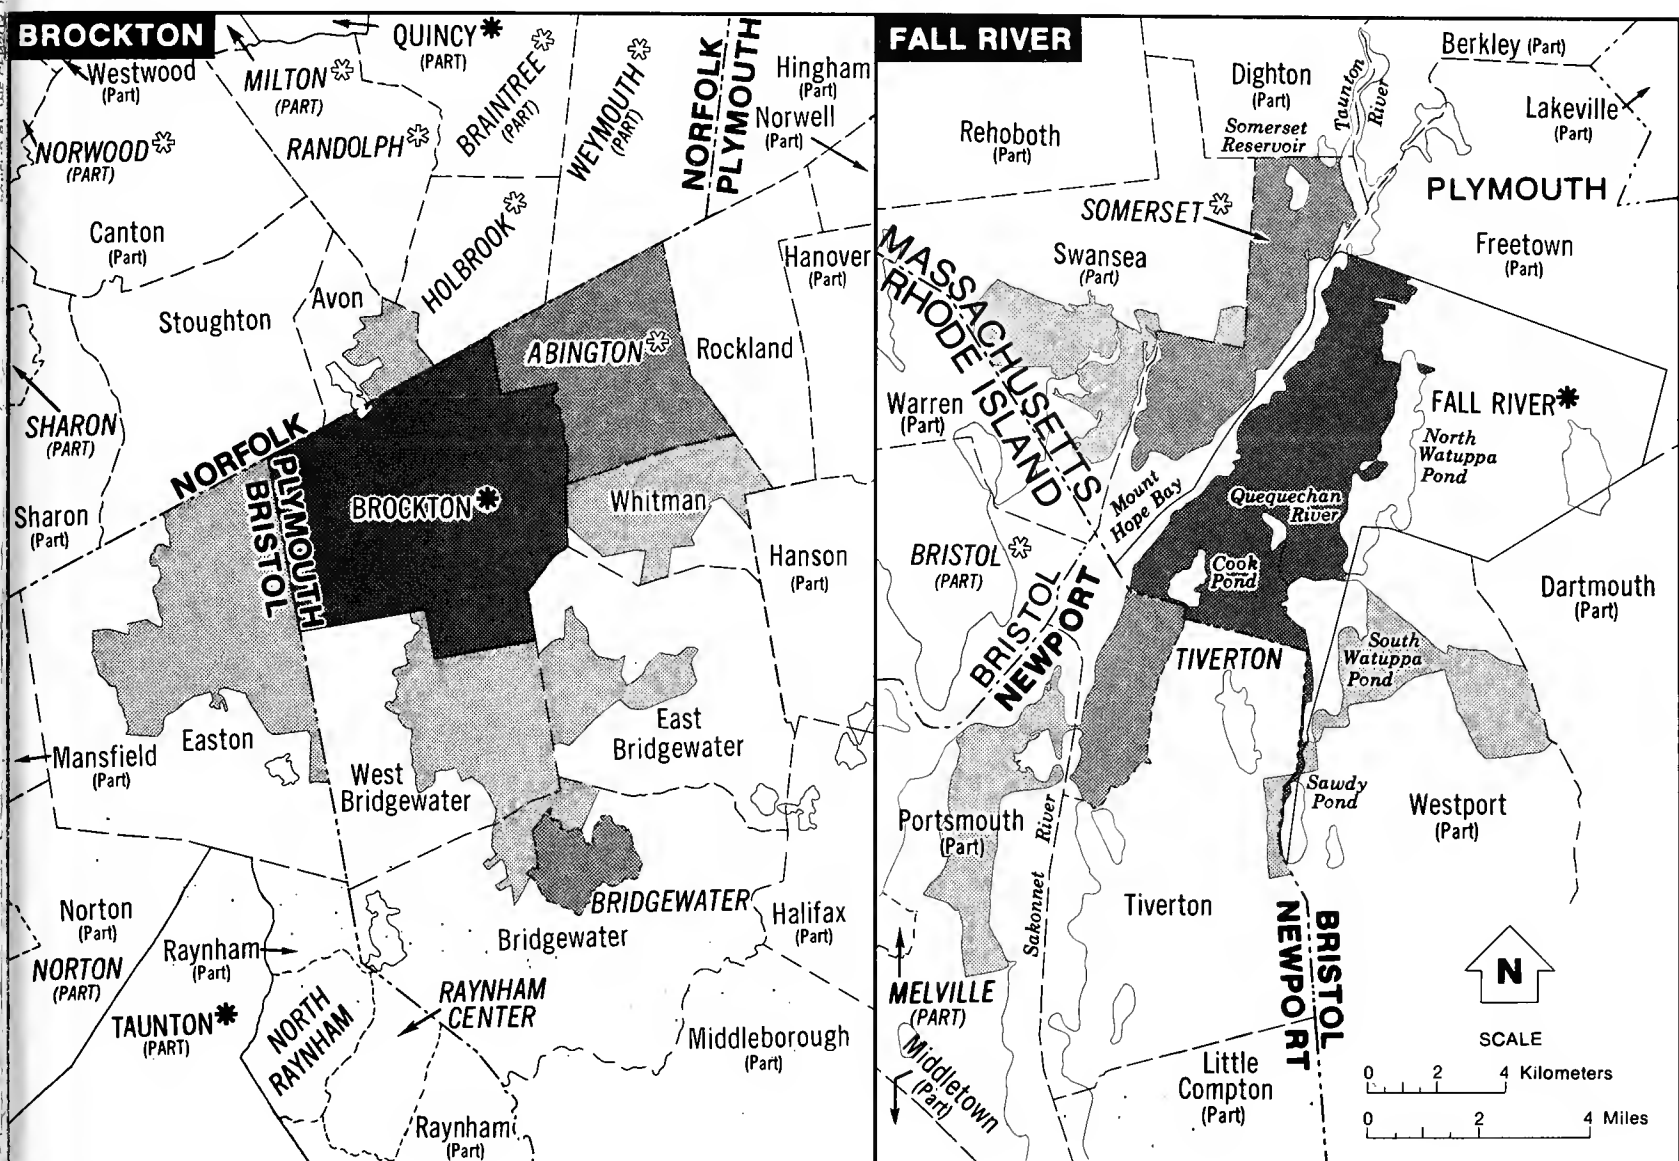 BROCKTON
QUINCY*
(PART)
Westwood
(Part)
MILTON*
(PART)
BRAINTREE*
(PART)
WEYMOUTH*
(PART)
NORFOLK
PLYMOUTH
Hingham
(Part)
Norwell
(Part)
NORWOOD*
(PART)
RANDOLPH*
Canton
(Part)
HOLBROOK*
Hanover
(Part)
Stoughton
Avon
ABINGTON*
Rockland
SHARON
(PART)
NORFOLK
PLYMOUTH
BRISTOL
Sharon
(Part)
BROCKTON*
Whitman
Hanson
(Part)
Mansfield
(Part)
Easton
West
Bridgewater
East
Bridgewater
BRIDGEWATER
Bridgewater
Halifax
(Part)
Norton
(Part)
NORTON
(PART)
Raynham
(Part)
TAUNTON*
(PART)
NORTH
RAYNHAM
RAYNHAM
CENTER
Middleborough
(Part)
Raynham
(Part)
FALL RIVER
Berkley (Part)
Dighton
(Part)
Taunton
River
Lakeville
(Part)
Rehoboth
(Part)
Somerset
Reservoir
PLYMOUTH
SOMERSET*
Swansea
(Part)
Freetown
(Part)
MASSACHUSETTS
RHODE ISLAND
Warren
(Part)
FALL RIVER*
North
Watuppa
Pond
Mount
Hope Bay
Quequechan
River
BRISTOL*
(PART)
Cook
Pond
Dartmouth
(Part)
BRISTOL
NEWPORT
TIVERTON
South
Watuppa
Pond
Sawdy
Pond
Westport
(Part)
Portsmouth
(Part)
Sakonnet River
Tiverton
BRISTOL
NEWPORT
MELVILLE
(PART)
Middletown
(Part)
Little
Compton
(Part)
N
SCALE
0 2 4 Kilometers
0 2 4 Miles